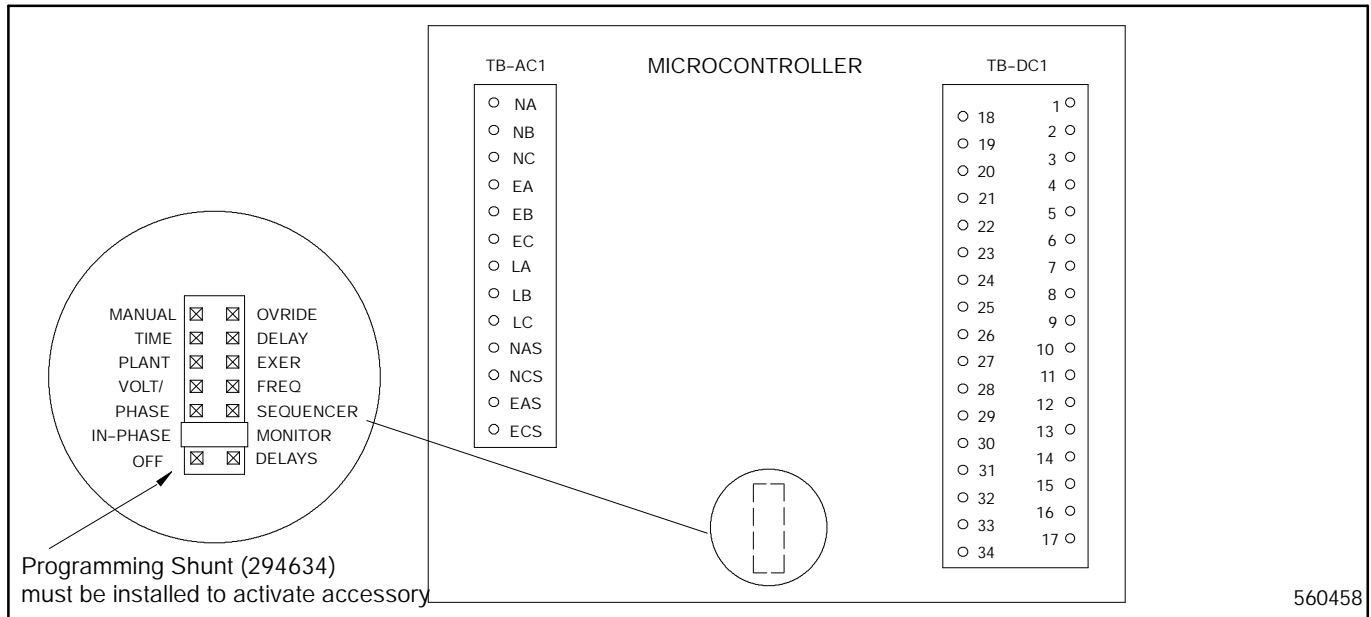 MICROCONTROLLER
TB-AC1
NA
NB
NC
EA
EB
EC
LA
LB
LC
NAS
NCS
EAS
ECS
TB-DC1
1
18
2
19
3
20
4
21
5
22
6
23
7
24
8
25
9
26
10
27
11
28
12
29
13
30
14
31
15
32
16
33
17
34
MANUAL OVRIDE
TIME DELAY
PLANT EXER
VOLT/ FREQ
PHASE SEQUENCER
IN-PHASE MONITOR
OFF DELAYS
Programming Shunt (294634)
must be installed to activate accessory
560458